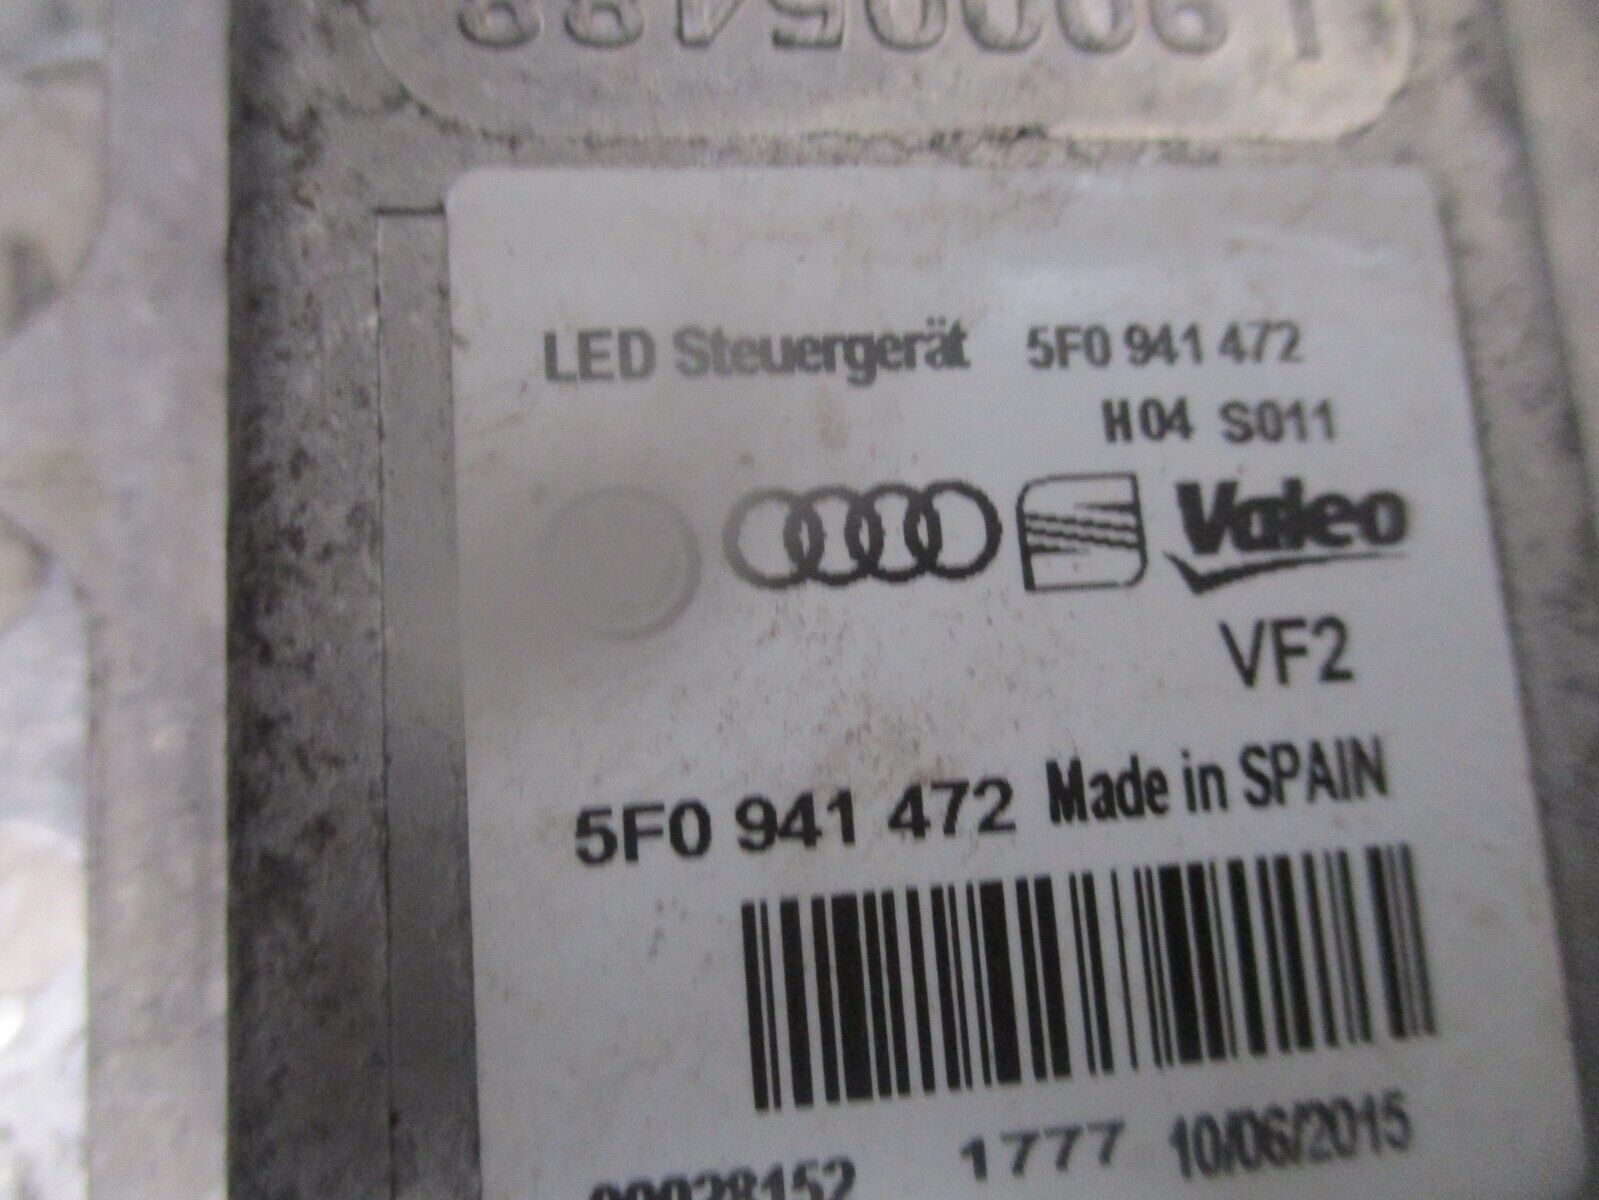 LED Steuergerät 5F0 941 472
H04 S011
Valeo
VF2
5F0 941 472 Made in SPAIN
1777 10/06/2015